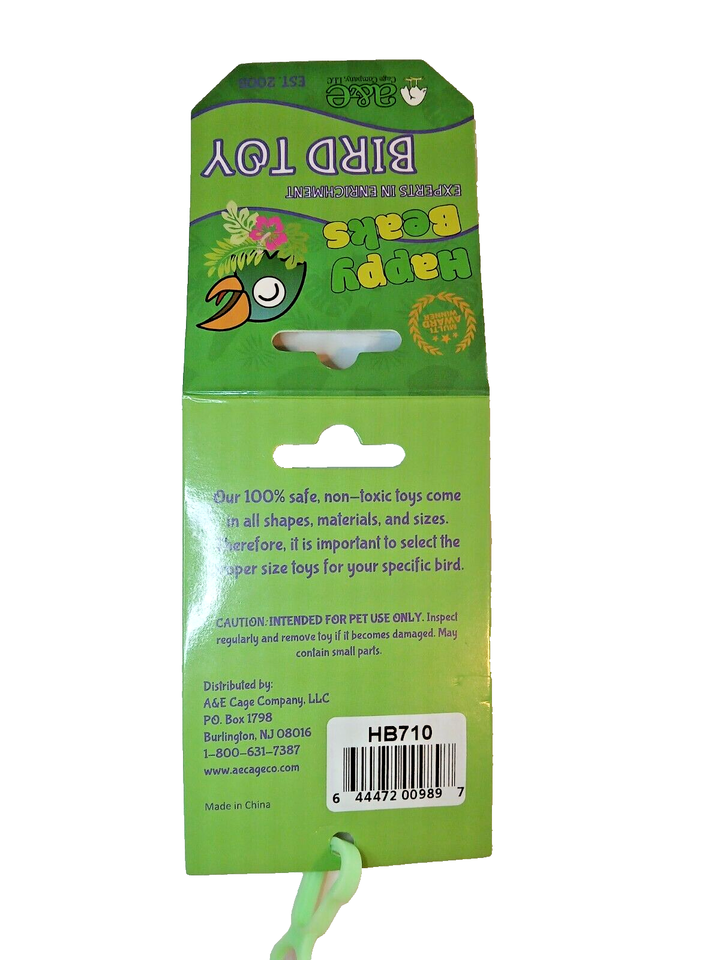 a&e
Cage Company, LLC
EST. 2008
BIRD TOY
EXPERTS IN ENRICHMENT
Happy
Beaks
MULTI
AWARD
WINNER
Our 100% safe, non-toxic toys come
in all shapes, materials, and sizes.
herefore, it is important to select the
oper size toys for your specific bird.
CAUTION: INTENDED FOR PET USE ONLY. Inspect
regularly and remove toy if it becomes damaged. May
contain small parts.
Distributed by:
A&E Cage Company, LLC
PO. Box 1798
Burlington, NJ 08016
1-800-631-7387
www.aecageco.com
Made in China
HB710
6 44472 00989 7